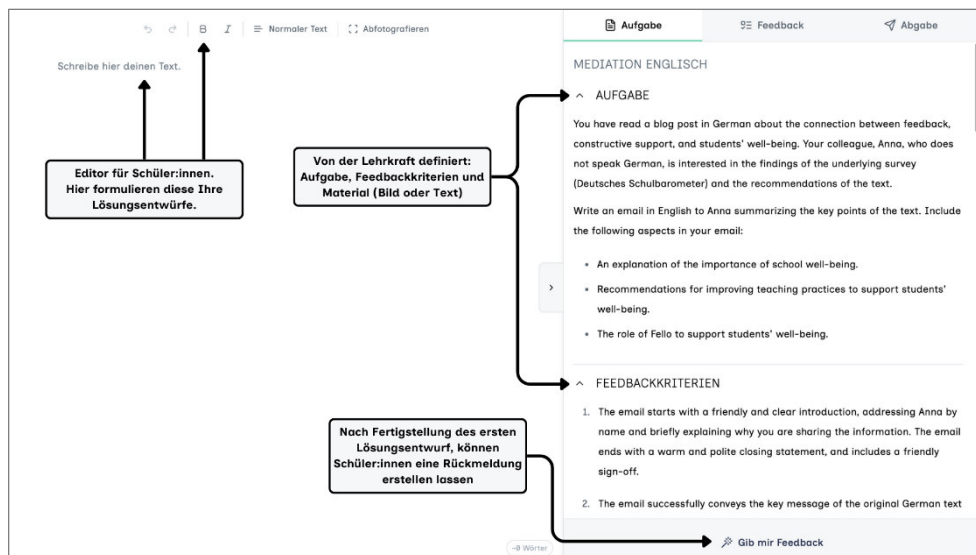 B I Normaler Text Abfotografieren
Schreibe hier deinen Text.
Editor für Schüler:innen.
Hier formulieren diese Ihre
Lösungsentwürfe.
Von der Lehrkraft definiert:
Aufgabe, Feedbackkriterien und
Material (Bild oder Text)
Nach Fertigstellung des ersten
Lösungsentwurf, können
Schüler:innen eine Rückmeldung
erstellen lassen
~0 Wörter
Aufgabe Feedback Abgabe
MEDIATION ENGLISCH
AUFGABE
You have read a blog post in German about the connection between feedback,
constructive support, and students' well-being. Your colleague, Anna, who does
not speak German, is interested in the findings of the underlying survey
(Deutsches Schulbarometer) and the recommendations of the text.
Write an email in English to Anna summarizing the key points of the text. Include
the following aspects in your email:
• An explanation of the importance of school well-being.
• Recommendations for improving teaching practices to support students'
well-being.
• The role of Fello to support students' well-being.
FEEDBACKKRITERIEN
1. The email starts with a friendly and clear introduction, addressing Anna by
name and briefly explaining why you are sharing the information. The email
ends with a warm and polite closing statement, and includes a friendly
sign-off.
2. The email successfully conveys the key message of the original German text
Gib mir Feedback